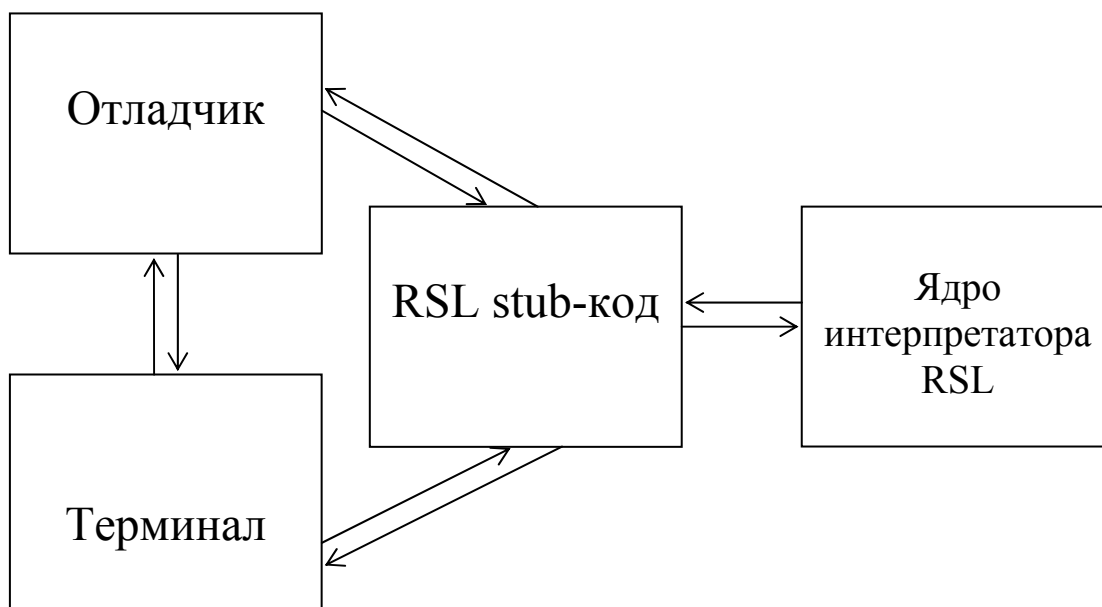 Отладчик
RSL stub-код
Ядро
интерпретатора
RSL
Терминал